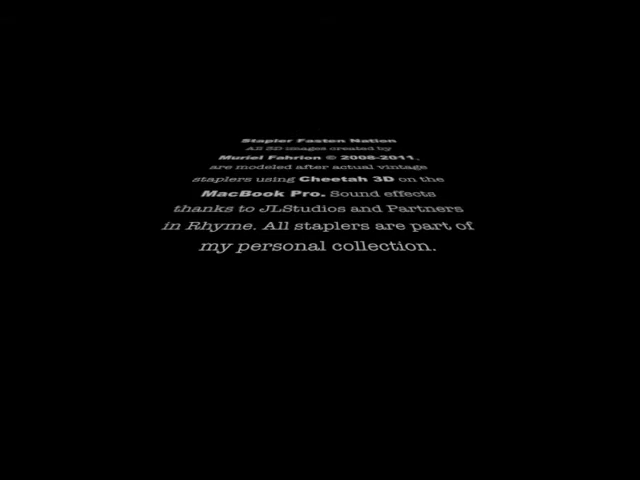 Stapler Fasten Nation
All 3D images created by
Muriel Fahrion © 2008-2011,
are modeled after actual vintage
staplers using Cheetah 3D on the
MacBook Pro. Sound effects
thanks to JLStudios and Partners
in Rhyme. All staplers are part of
my personal collection.